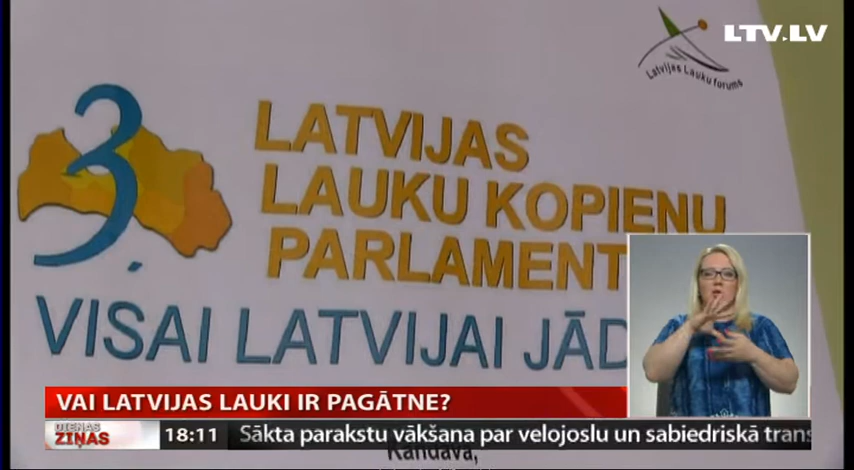 LTV.LV
Latvijas Lauku forums
3.
LATVIJAS
LAUKU KOPIENU
PARLAMENT
VISAI LATVIJAI JĀD
VAI LATVIJAS LAUKI IR PAGĀTNE?
DIENAS
ZIŅAS
18:11 Sākta parakstu vākšana par velojoslu un sabiedriskā trans
Kandava,